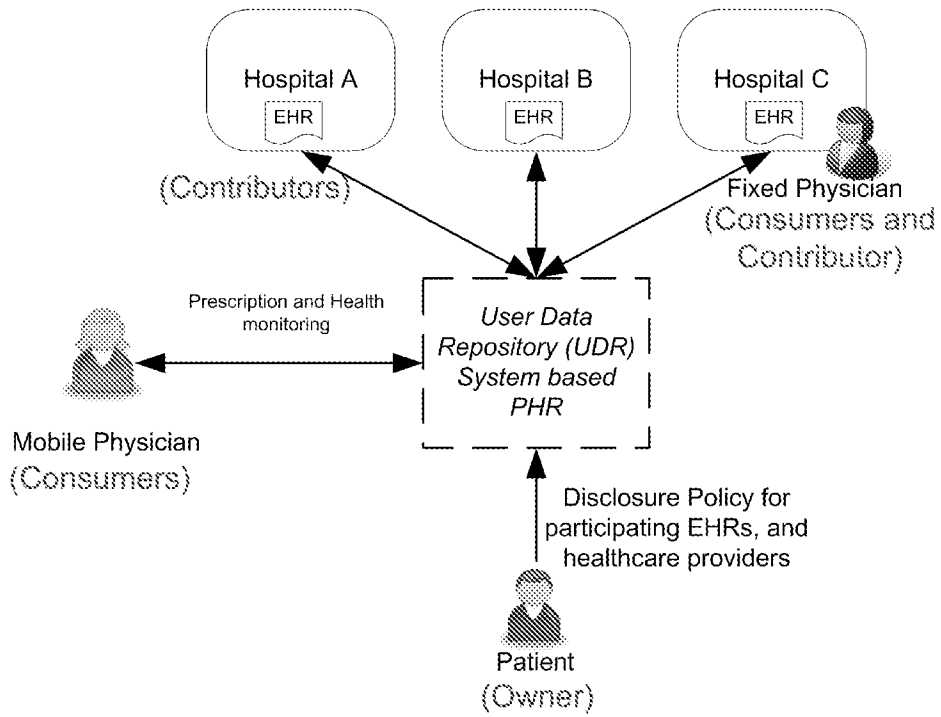 Hospital A
EHR
Hospital B
EHR
Hospital C
EHR
(Contributors)
Fixed Physician
(Consumers and
Contributor)
Prescription and Health
monitoring
User Data
Repository (UDR)
System based
PHR
Mobile Physician
(Consumers)
Disclosure Policy for
participating EHRs, and
healthcare providers
Patient
(Owner)